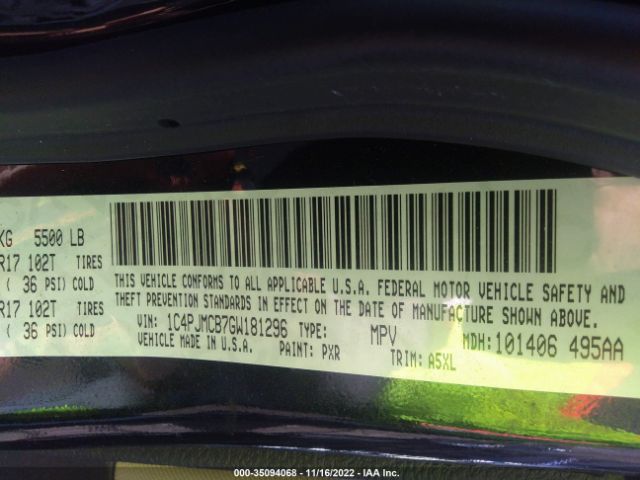 KG 5500 LB
R17 102T TIRES
( 36 PSI) COLD
R17 102T TIRES
( 36 PSI) COLD
THIS VEHICLE CONFORMS TO ALL APPLICABLE U.S.A. FEDERAL MOTOR VEHICLE SAFETY AND
THEFT PREVENTION STANDARDS IN EFFECT ON THE DATE OF MANUFACTURE SHOWN ABOVE.
VIN: 1C4PJMCB7GW181296 TYPE: MPV MDH: 101406 495AA
VEHICLE MADE IN U.S.A. PAINT: PXR TRIM: A5XL
000-35094068 - 11/16/2022 - IAA Inc.